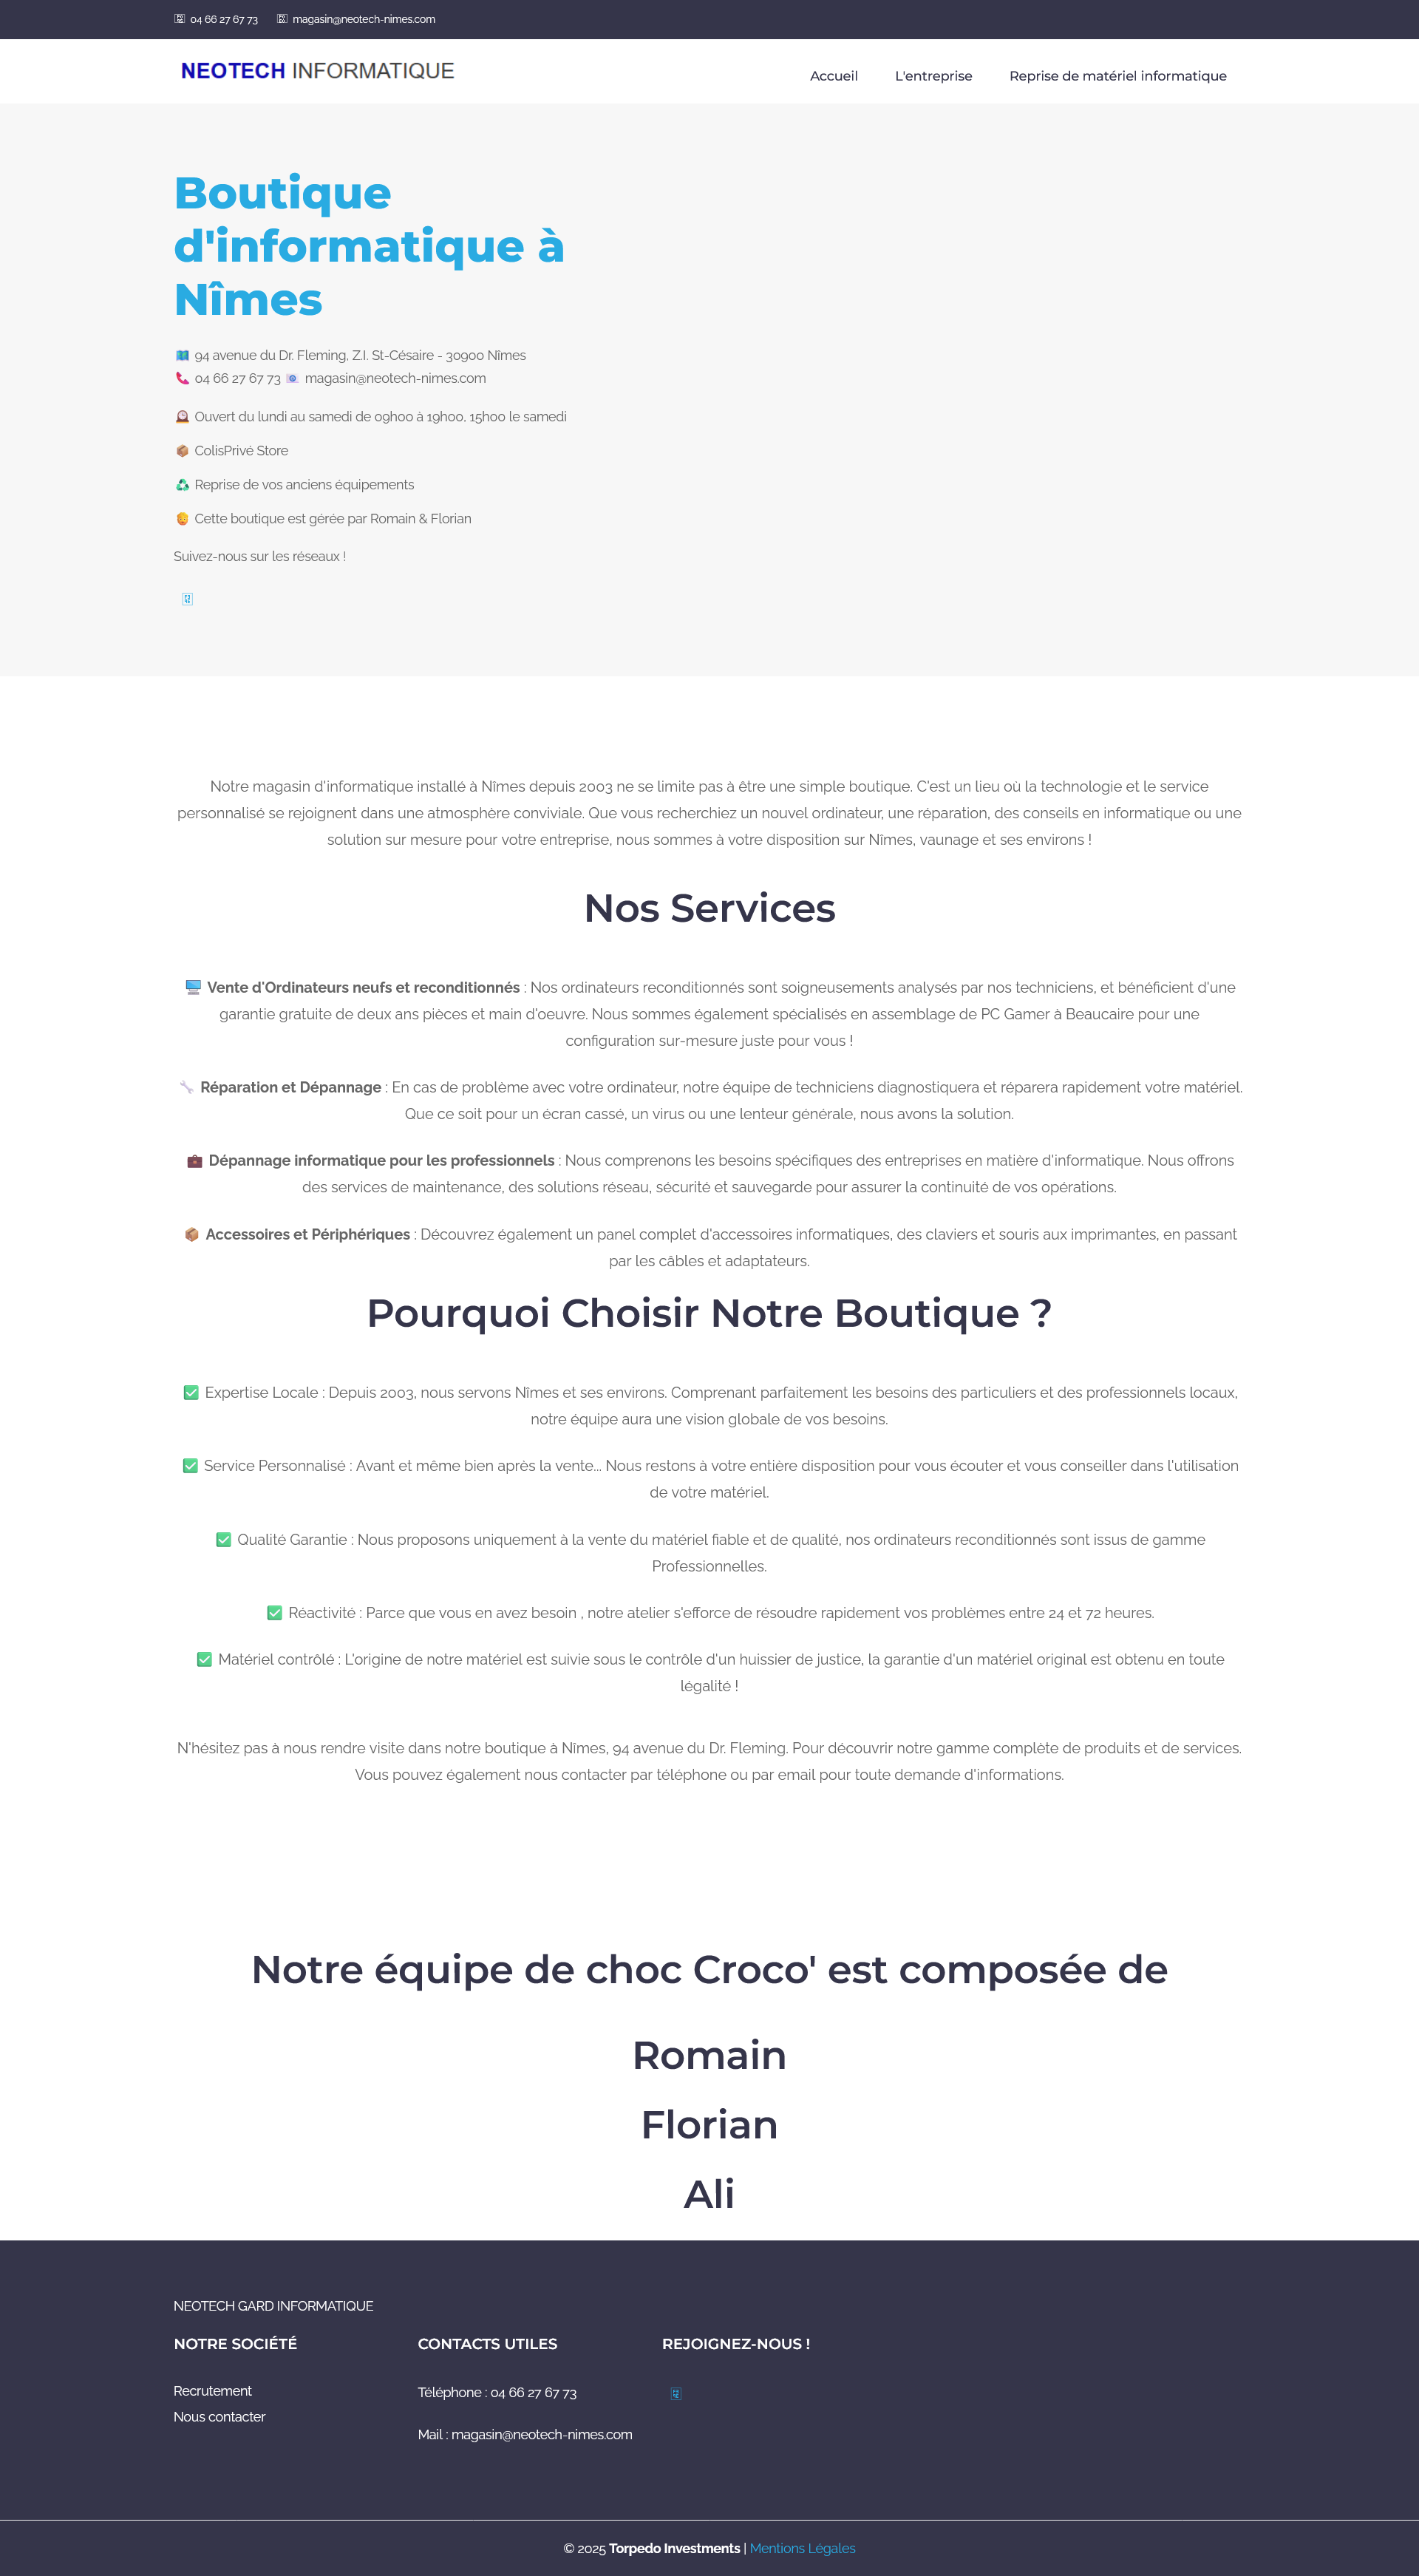 04 66 27 67 73 magasin@neotech-nimes.com
NEOTECH INFORMATIQUE
Accueil L'entreprise Reprise de matériel informatique
Boutique
d'informatique à
Nîmes
94 avenue du Dr. Fleming, Z.I. St-Césaire - 30900 Nîmes
04 66 27 67 73 magasin@neotech-nimes.com
Ouvert du lundi au samedi de 09h00 à 19h00, 15h00 le samedi
ColisPrivé Store
Reprise de vos anciens équipements
Cette boutique est gérée par Romain & Florian
Suivez-nous sur les réseaux !
Notre magasin d'informatique installé à Nîmes depuis 2003 ne se limite pas à être une simple boutique. C'est un lieu où la technologie et le service
personnalisé se rejoignent dans une atmosphère conviviale. Que vous recherchiez un nouvel ordinateur, une réparation, des conseils en informatique ou une
solution sur mesure pour votre entreprise, nous sommes à votre disposition sur Nîmes, vaunage et ses environs !
Nos Services
Vente d'Ordinateurs neufs et reconditionnés : Nos ordinateurs reconditionnés sont soigneusements analysés par nos techniciens, et bénéficient d'une
garantie gratuite de deux ans pièces et main d'oeuvre. Nous sommes également spécialisés en assemblage de PC Gamer à Beaucaire pour une
configuration sur-mesure juste pour vous !
Réparation et Dépannage : En cas de problème avec votre ordinateur, notre équipe de techniciens diagnostiquera et réparera rapidement votre matériel.
Que ce soit pour un écran cassé, un virus ou une lenteur générale, nous avons la solution.
Dépannage informatique pour les professionnels : Nous comprenons les besoins spécifiques des entreprises en matière d'informatique. Nous offrons
des services de maintenance, des solutions réseau, sécurité et sauvegarde pour assurer la continuité de vos opérations.
Accessoires et Périphériques : Découvrez également un panel complet d'accessoires informatiques, des claviers et souris aux imprimantes, en passant
par les câbles et adaptateurs.
Pourquoi Choisir Notre Boutique ?
Expertise Locale : Depuis 2003, nous servons Nîmes et ses environs. Comprenant parfaitement les besoins des particuliers et des professionnels locaux,
notre équipe aura une vision globale de vos besoins.
Service Personnalisé : Avant et même bien après la vente... Nous restons à votre entière disposition pour vous écouter et vous conseiller dans l'utilisation
de votre matériel.
Qualité Garantie : Nous proposons uniquement à la vente du matériel fiable et de qualité, nos ordinateurs reconditionnés sont issus de gamme
Professionnelles.
Réactivité : Parce que vous en avez besoin , notre atelier s'efforce de résoudre rapidement vos problèmes entre 24 et 72 heures.
Matériel contrôlé : L'origine de notre matériel est suivie sous le contrôle d'un huissier de justice, la garantie d'un matériel original est obtenu en toute
légalité !
N'hésitez pas à nous rendre visite dans notre boutique à Nîmes, 94 avenue du Dr. Fleming. Pour découvrir notre gamme complète de produits et de services.
Vous pouvez également nous contacter par téléphone ou par email pour toute demande d'informations.
Notre équipe de choc Croco' est composée de
Romain
Florian
Ali
NEOTECH GARD INFORMATIQUE
NOTRE SOCIÉTÉ
Recrutement
Nous contacter
CONTACTS UTILES
Téléphone : 04 66 27 67 73
Mail : magasin@neotech-nimes.com
REJOIGNEZ-NOUS !
© 2025 Torpedo Investments | Mentions Légales